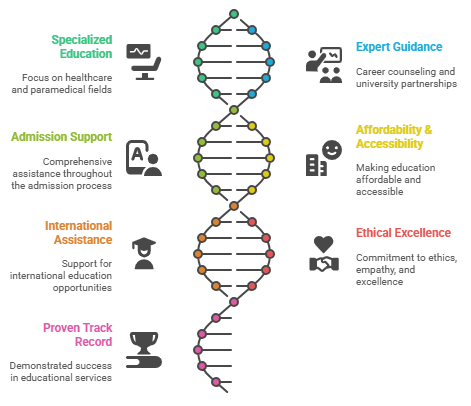 Specialized
Education
Focus on healthcare
and paramedical fields
Expert Guidance
Career counseling and
university partnerships
Admission Support
Comprehensive
assistance throughout
the admission process
Affordability &
Accessibility
Making education
affordable and
accessible
International
Assistance
Support for
international education
opportunities
Ethical Excellence
Commitment to ethics,
empathy, and
excellence
Proven Track
Record
Demonstrated success
in educational services
A